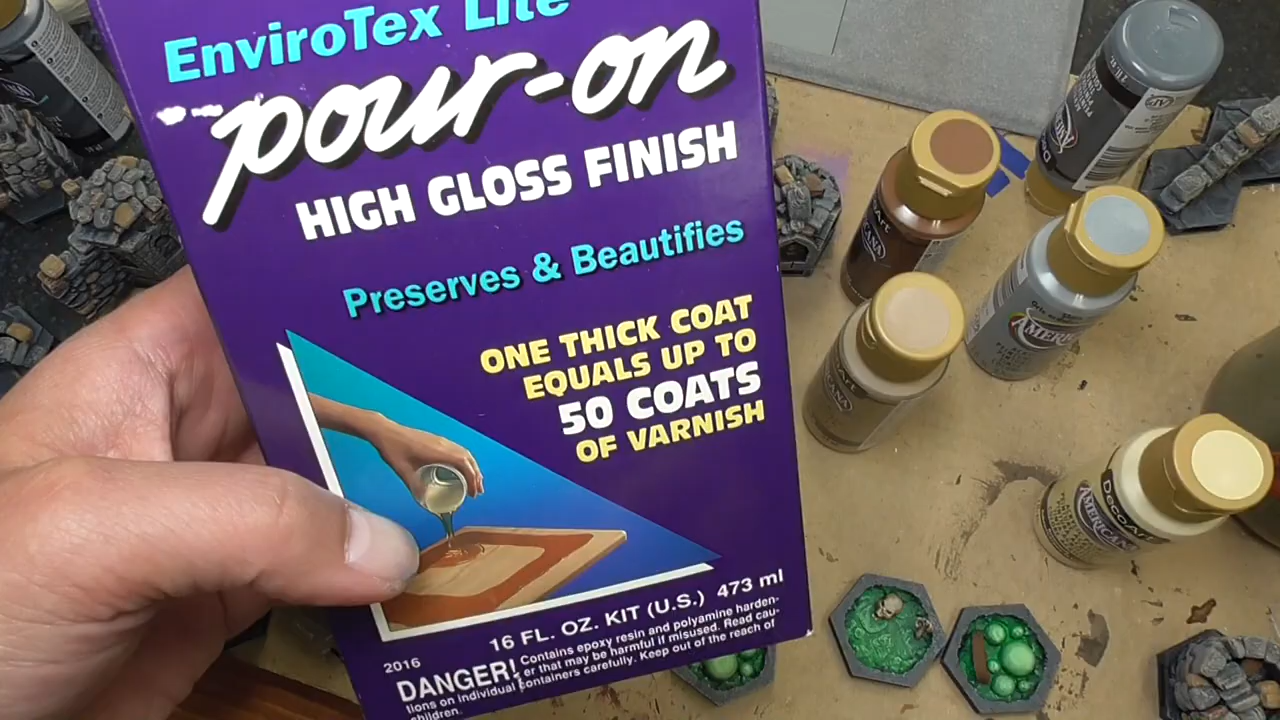 EnviroTex Lite
pour-on
HIGH GLOSS FINISH
Preserves & Beautifies
ONE THICK COAT
EQUALS UP TO
50 COATS
OF VARNISH
16 FL. OZ. KIT (U.S.) 473 ml
2016
DANGER! Contains epoxy resin and polyamine harden-
er that may be harmful if misused. Read cau-
tions on individual containers carefully. Keep out of the reach of
children.
DecoArt
AMERICANA